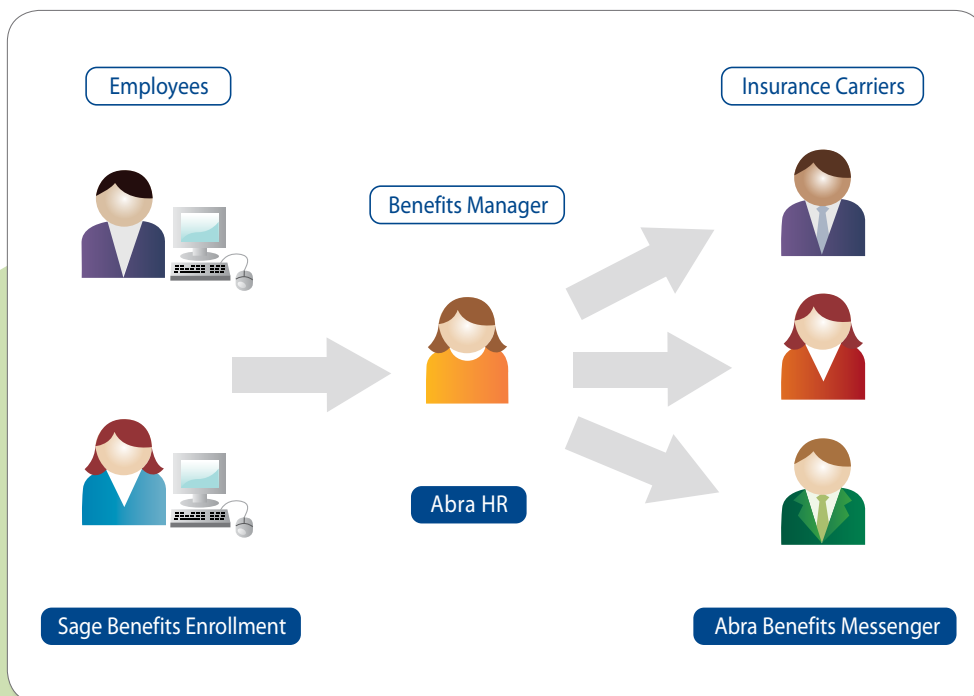 Employees
Insurance Carriers
Benefits Manager
Abra HR
Sage Benefits Enrollment
Abra Benefits Messenger